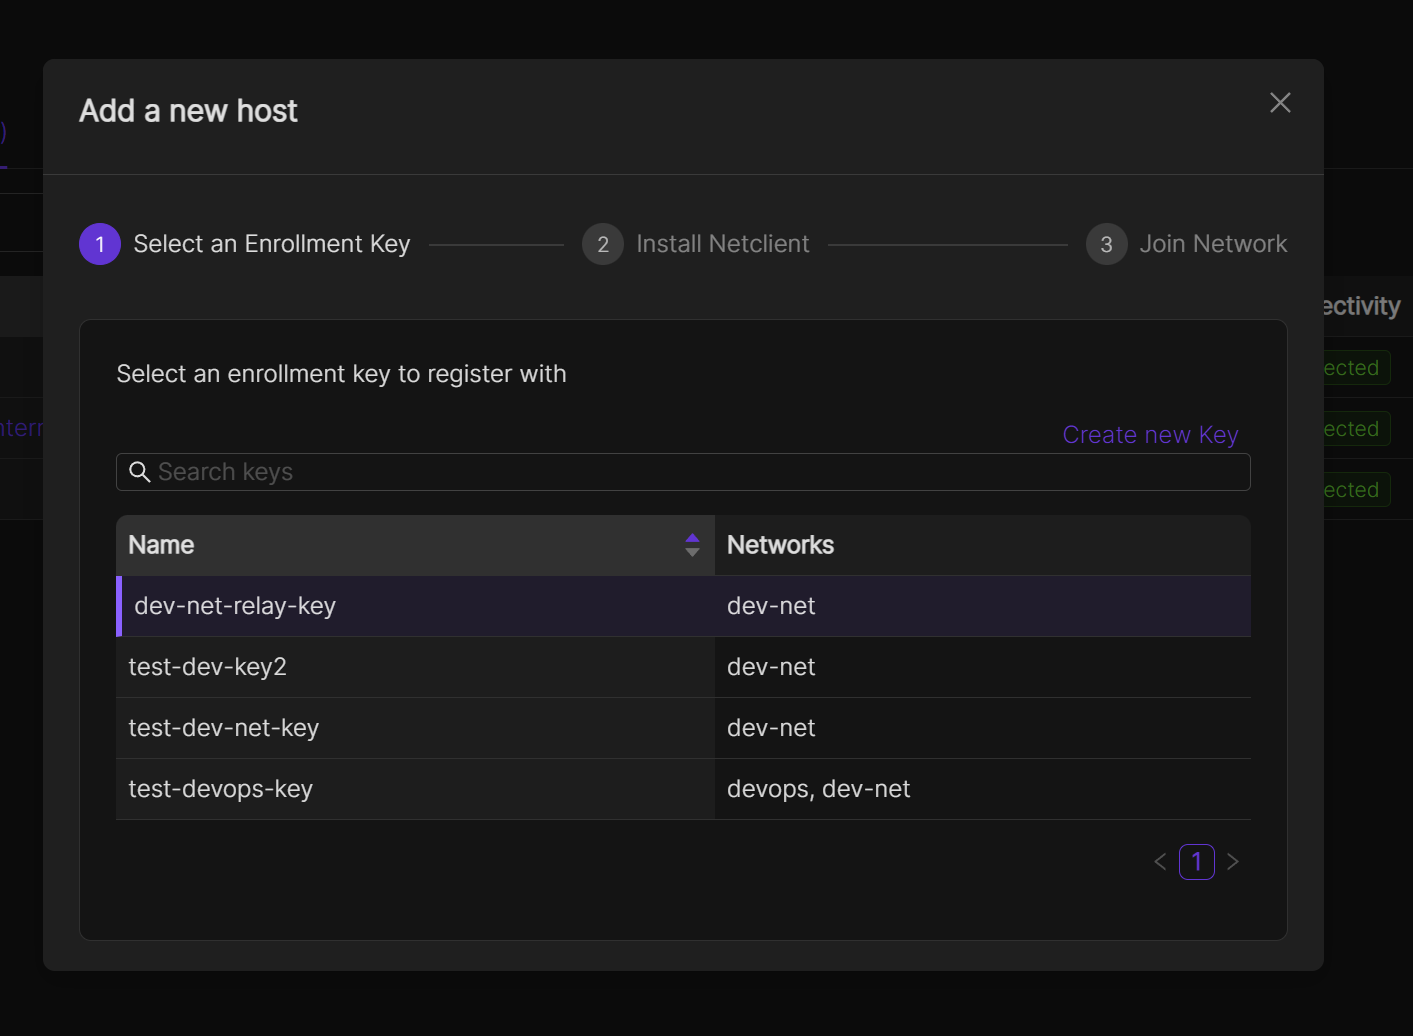 Add a new host
)
1 Select an Enrollment Key 2 Install Netclient 3 Join Network
ectivity
Select an enrollment key to register with
ected
Create new Key
ntern
ected
Search keys
ected
Name Networks
dev-net-relay-key dev-net
test-dev-key2 dev-net
test-dev-net-key dev-net
test-devops-key devops, dev-net
< 1 >